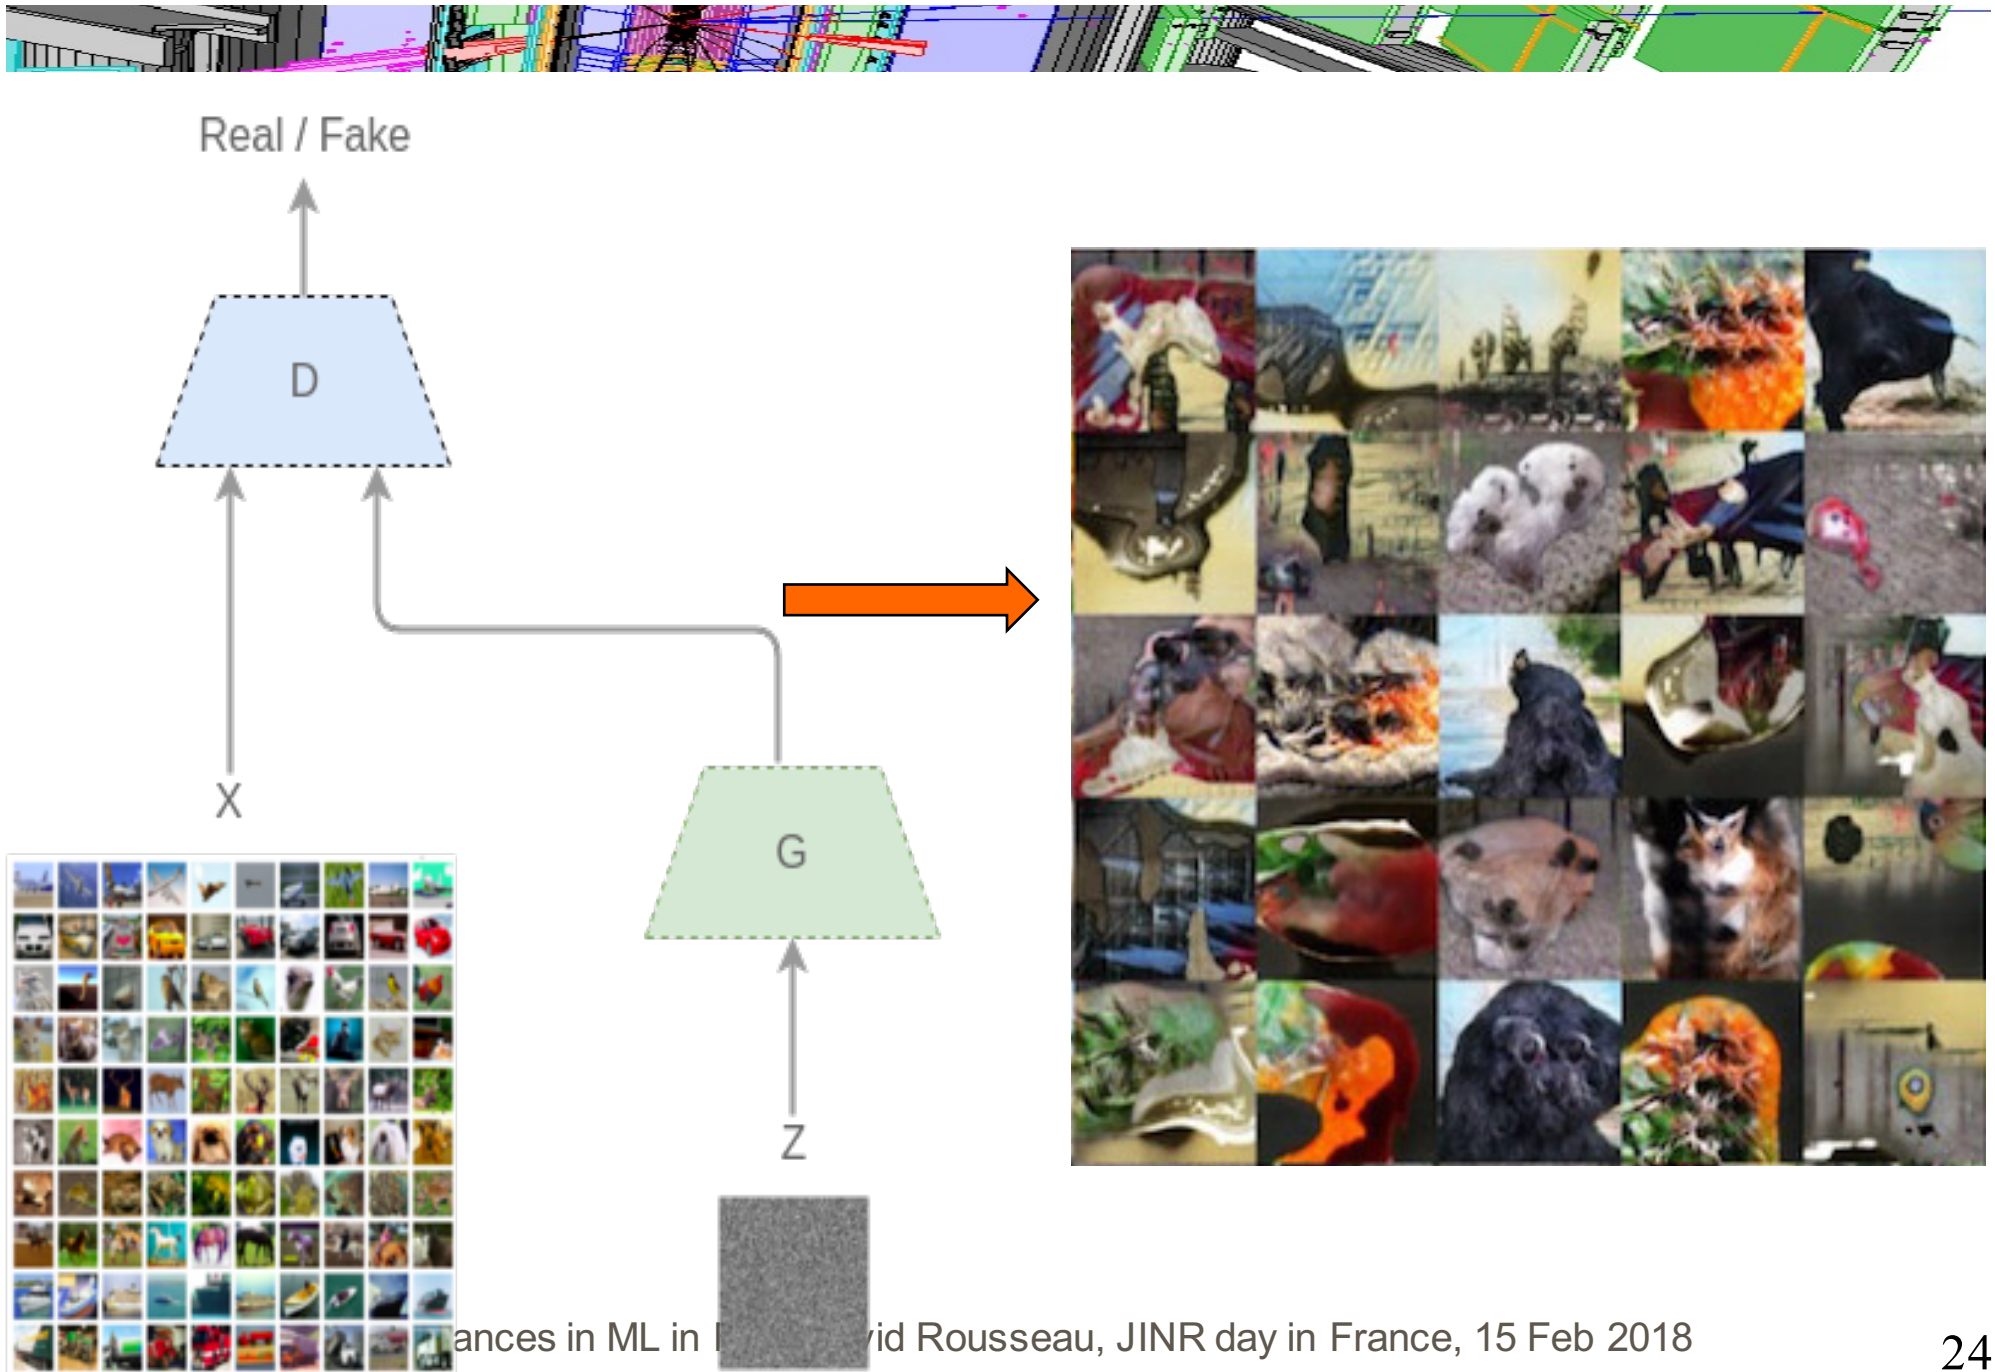 Real / Fake
D
X
G
Z
ances in ML in
id Rousseau, JINR day in France, 15 Feb 2018
24